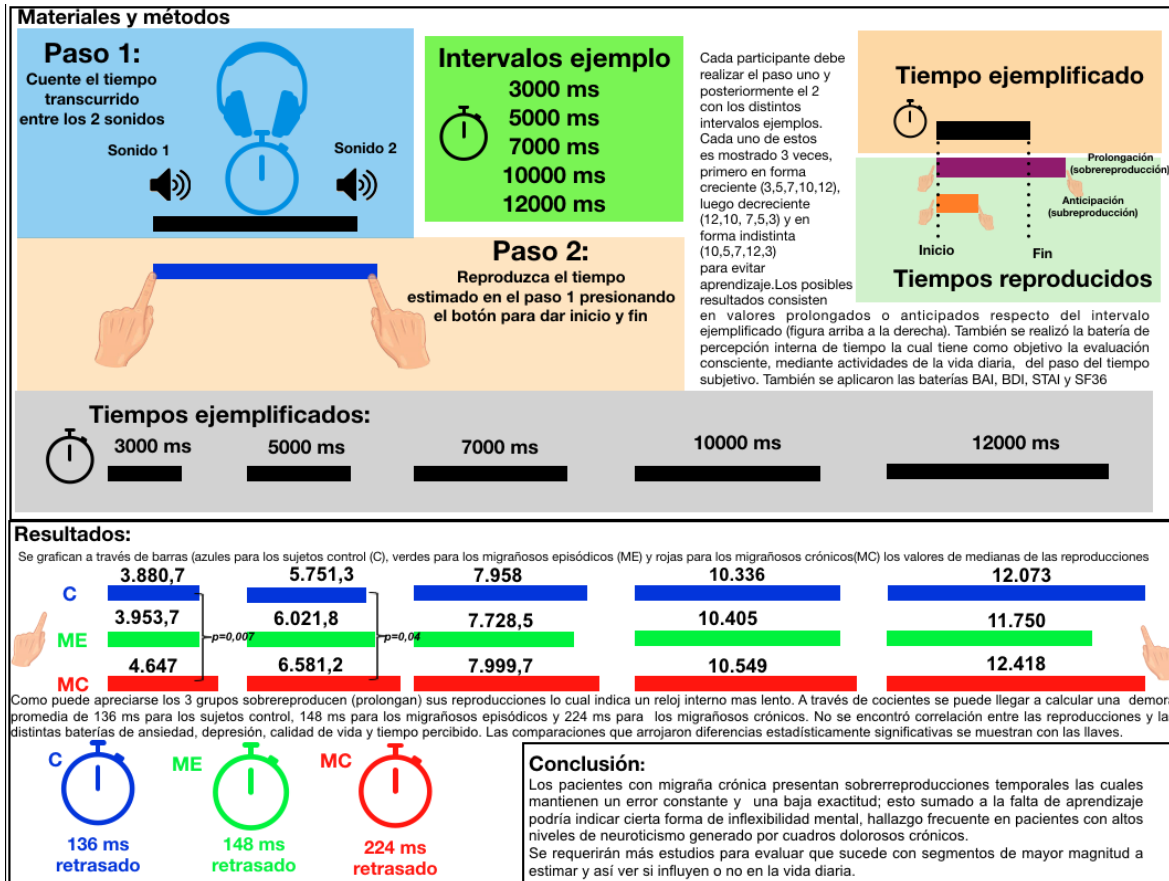 Materiales y métodos
Paso 1:
Cuente el tiempo
transcurrido
entre los 2 sonidos
Sonido 1
Sonido 2
Intervalos ejemplo
3000 ms
5000 ms
7000 ms
10000 ms
12000 ms
Paso 2:
Reproduzca el tiempo
estimado en el paso 1 presionando
el botón para dar inicio y fin
Cada participante debe
realizar el paso uno y
posteriormente el 2
con los distintos
intervalos ejemplos.
Cada uno de estos
es mostrado 3 veces,
primero en forma
creciente (3,5,7,10,12),
luego decreciente
(12,10, 7,5,3) y en
forma indistinta
(10,5,7,12,3)
para evitar
aprendizaje.Los posibles
resultados consisten
en valores prolongados o anticipados respecto del intervalo
ejemplificado (figura arriba a la derecha). También se realizó la batería de
percepción interna de tiempo la cual tiene como objetivo la evaluación
consciente, mediante actividades de la vida diaria, del paso del tiempo
subjetivo. También se aplicaron las baterías BAI, BDI, STAI y SF36
Tiempo ejemplificado
Prolongación
(sobrereproducción)
Anticipación
(subreproducción)
Inicio
Fin
Tiempos reproducidos
Tiempos ejemplificados:
3000 ms
5000 ms
7000 ms
10000 ms
12000 ms
Resultados:
Se grafican a través de barras (azules para los sujetos control (C), verdes para los migrañosos episódicos (ME) y rojas para los migrañosos crónicos(MC) los valores de medianas de las reproducciones
C
3.880,7
5.751,3
7.958
10.336
12.073
ME
3.953,7
6.021,8
7.728,5
10.405
11.750
p=0,007
p=0,04
MC
4.647
6.581,2
7.999,7
10.549
12.418
Como puede apreciarse los 3 grupos sobrereproducen (prolongan) sus reproducciones lo cual indica un reloj interno mas lento. A través de cocientes se puede llegar a calcular una demora
promedia de 136 ms para los sujetos control, 148 ms para los migrañosos episódicos y 224 ms para los migrañosos crónicos. No se encontró correlación entre las reproducciones y la
distintas baterías de ansiedad, depresión, calidad de vida y tiempo percibido. Las comparaciones que arrojaron diferencias estadísticamente significativas se muestran con las llaves.
C
136 ms
retrasado
ME
148 ms
retrasado
MC
224 ms
retrasado
Conclusión:
Los pacientes con migraña crónica presentan sobrerreproducciones temporales las cuales
mantienen un error constante y una baja exactitud; esto sumado a la falta de aprendizaje
podría indicar cierta forma de inflexibilidad mental, hallazgo frecuente en pacientes con altos
niveles de neuroticismo generado por cuadros dolorosos crónicos.
Se requerirán más estudios para evaluar que sucede con segmentos de mayor magnitud a
estimar y así ver si influyen o no en la vida diaria.